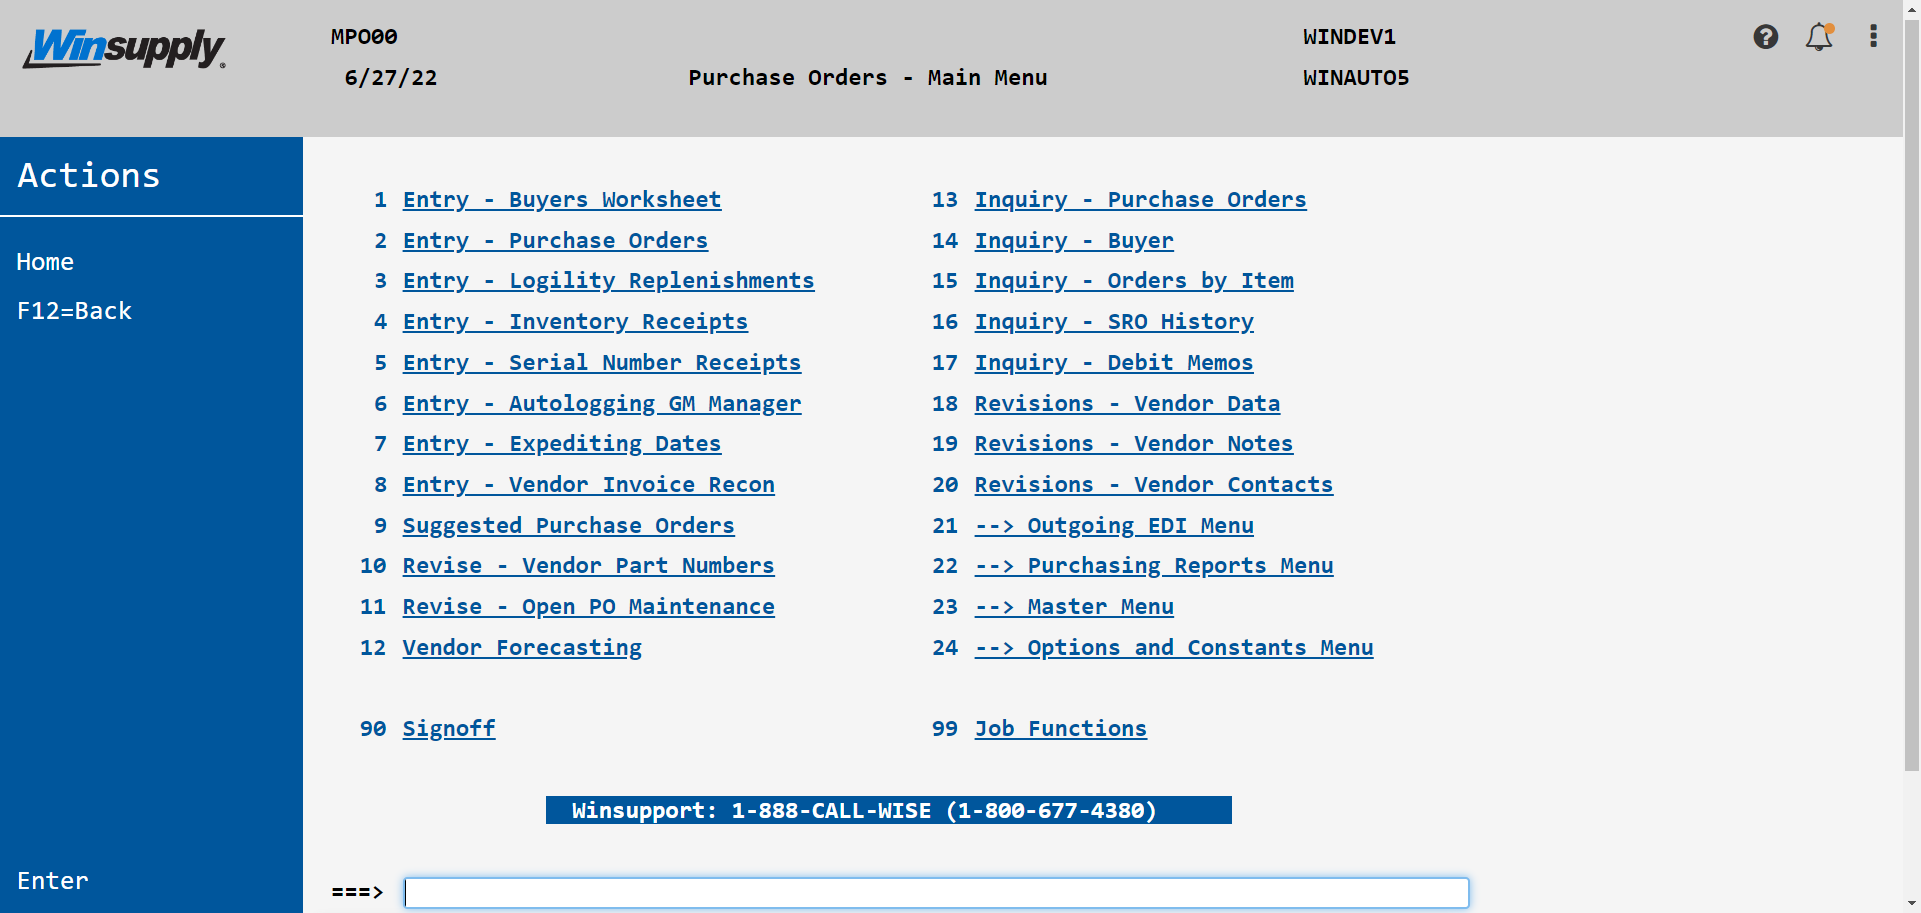 Winsupply®
MPO00
WINDEV1
6/27/22
Purchase Orders - Main Menu
WINAUTO5
Actions
Home
F12=Back
Enter
1 Entry - Buyers Worksheet
2 Entry - Purchase Orders
3 Entry - Logility Replenishments
4 Entry - Inventory Receipts
5 Entry - Serial Number Receipts
6 Entry - Autologging GM Manager
7 Entry - Expediting Dates
8 Entry - Vendor Invoice Recon
9 Suggested Purchase Orders
10 Revise - Vendor Part Numbers
11 Revise - Open PO Maintenance
12 Vendor Forecasting
13 Inquiry - Purchase Orders
14 Inquiry - Buyer
15 Inquiry - Orders by Item
16 Inquiry - SRO History
17 Inquiry - Debit Memos
18 Revisions - Vendor Data
19 Revisions - Vendor Notes
20 Revisions - Vendor Contacts
21 --> Outgoing EDI Menu
22 --> Purchasing Reports Menu
23 --> Master Menu
24 --> Options and Constants Menu
90 Signoff
99 Job Functions
Winsupport: 1-888-CALL-WISE (1-800-677-4380)
===>